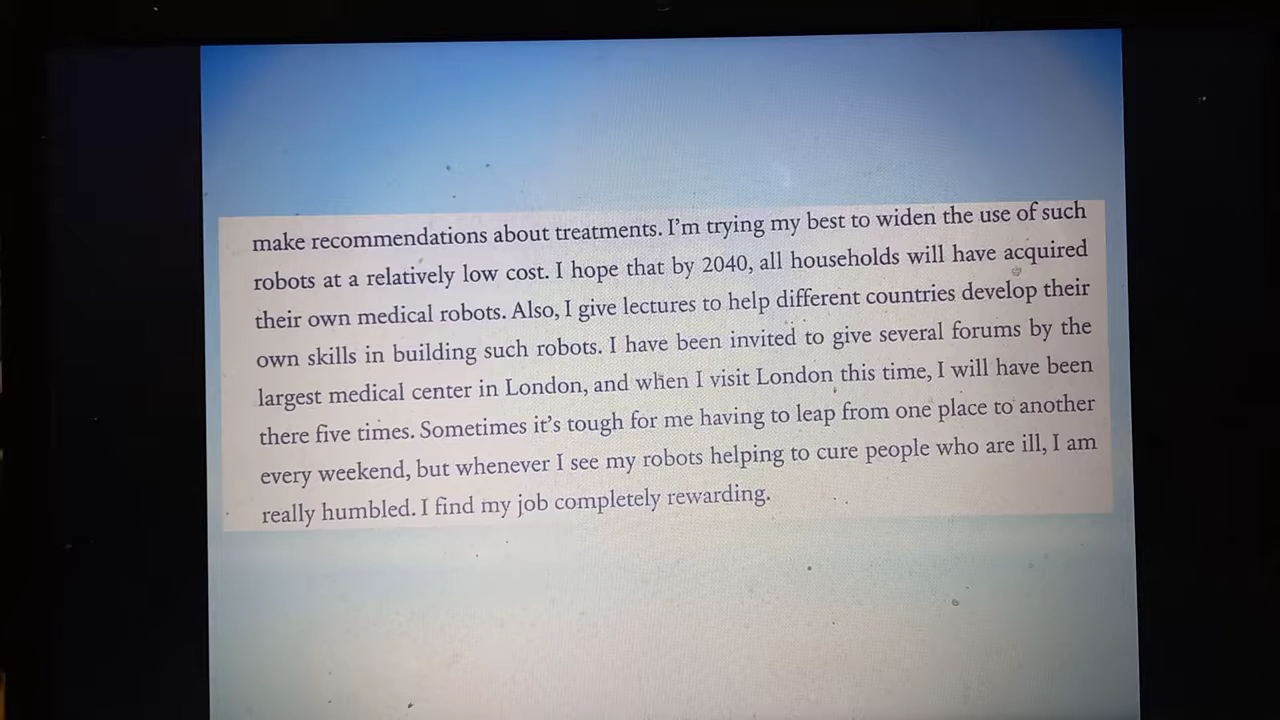 make recommendations about treatments. I'm trying my best to widen the use of such
robots at a relatively low cost. I hope that by 2040, all households will have acquired
their own medical robots. Also, I give lectures to help different countries develop their
own skills in building such robots. I have been invited to give several forums by the
largest medical center in London, and when I visit London this time, I will have been
there five times. Sometimes it's tough for me having to leap from one place to another
every weekend, but whenever I see my robots helping to cure people who are ill, I am
really humbled. I find my job completely rewarding.